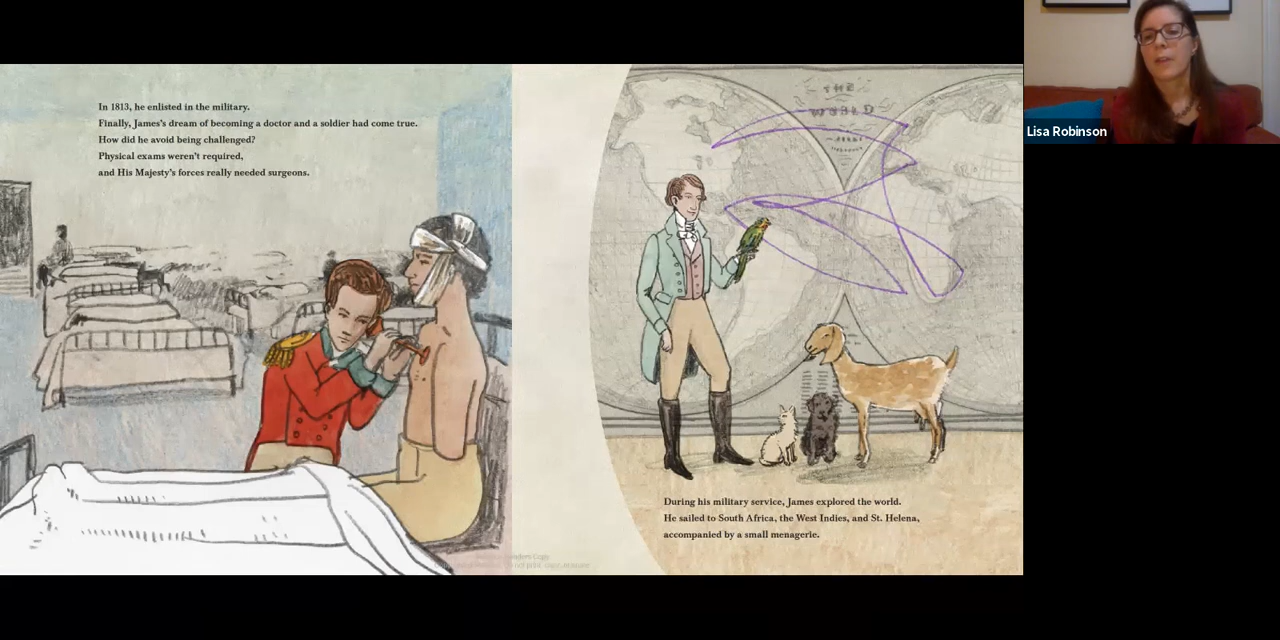 In 1813, he enlisted in the military.
Finally, James's dream of becoming a doctor and a soldier had come true.
How did he avoid being challenged?
Physical exams weren't required,
and His Majesty's forces really needed surgeons.
THE
WORLD
During his military service, James explored the world.
He sailed to South Africa, the West Indies, and St. Helena,
accompanied by a small menagerie.
Lisa Robinson